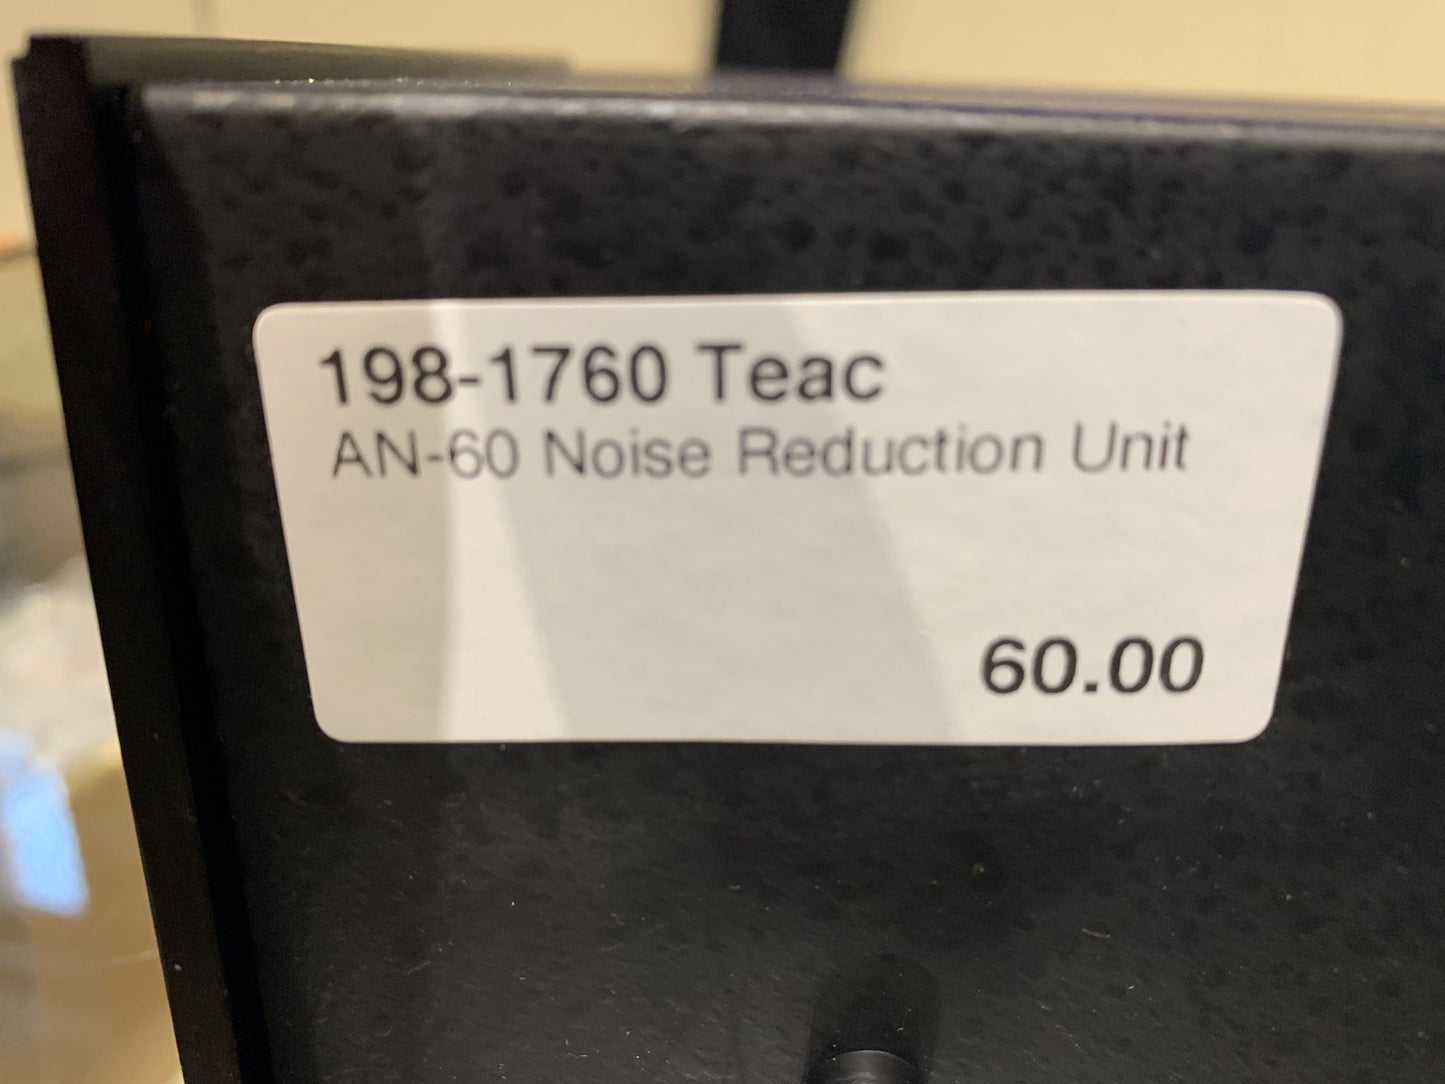 198-1760 Teac
AN-60 Noise Reduction Unit
60.00